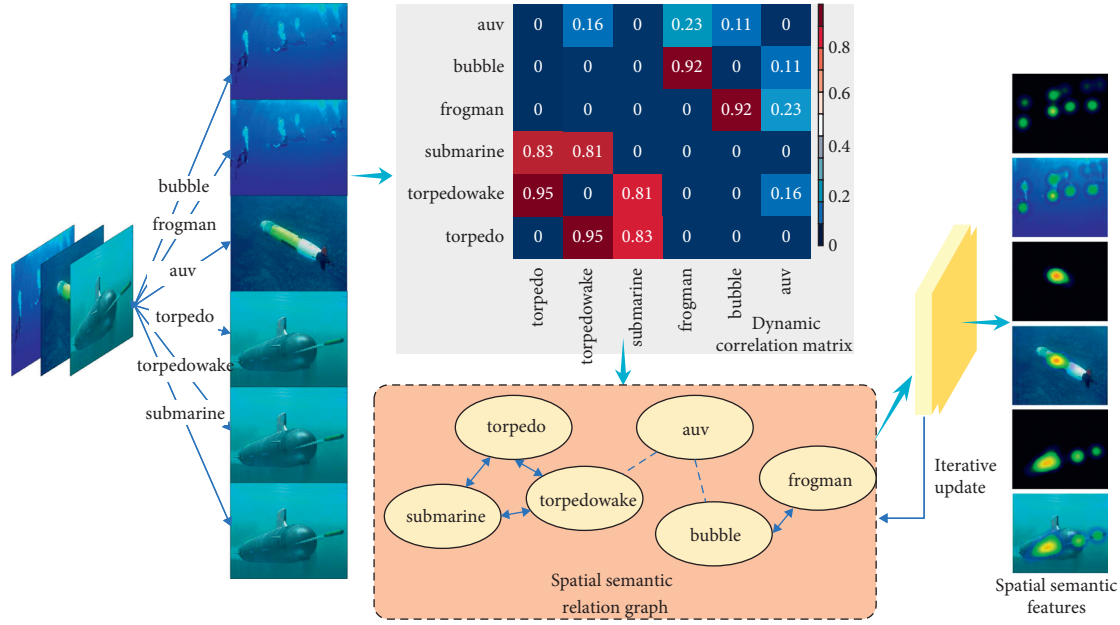 bubble
frogman
auv
torpedo
torpedowake
submarine
auv 0 0.16 0 0.23 0.11 0
bubble 0 0 0 0.92 0 0.11
frogman 0 0 0 0 0.92 0.23
submarine 0.83 0.81 0 0 0 0
torpedowake 0.95 0 0.81 0 0 0.16
torpedo 0 0.95 0.83 0 0 0
torpedo
torpedowake
submarine
frogman
bubble
auv
0.8
0.6
0.4
0.2
0
Dynamic
correlation matrix
torpedo
auv
submarine
torpedowake
frogman
bubble
Spatial semantic
relation graph
Iterative
update
Spatial semantic
features